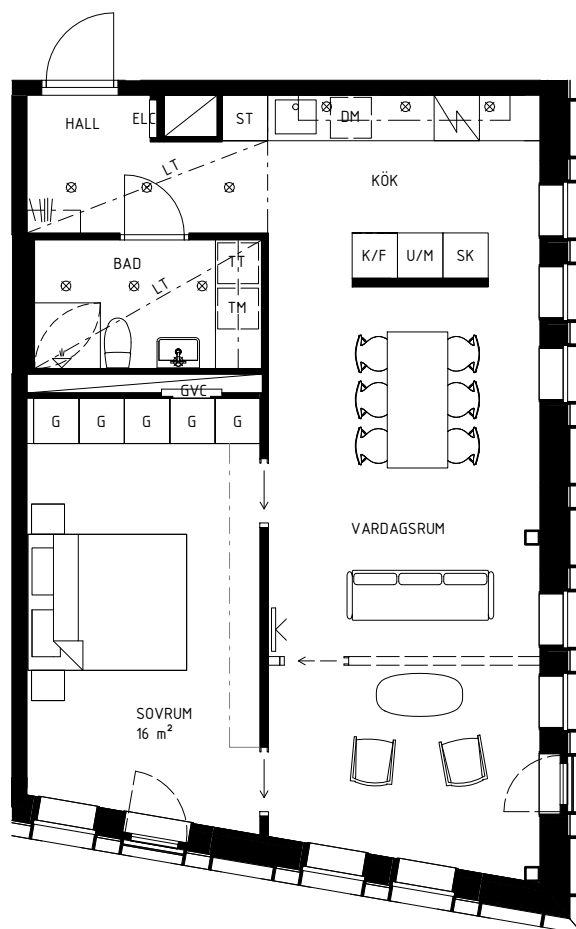 HALL
ELC
ST
DM
LT
KÖK
BAD
TT
K/F
U/M
SK
LT
TM
GVC
G
G
G
G
G
VARDAGSRUM
SOVRUM
16 m²